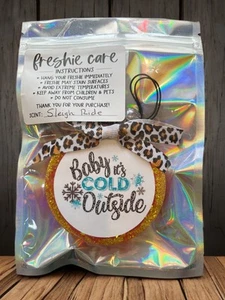 freshie care
INSTRUCTIONS
• HANG YOUR FRESHIE IMMEDIATELY
• FRESHIE MAY STAIN SURFACES
• AVOID EXTREME TEMPERATURES
• KEEP AWAY FROM CHILDREN & PETS
• DO NOT CONSUME
THANK YOU FOR YOUR PURCHASE!
SCENT: Sleigh Ride
Baby it's
COLD
Outside